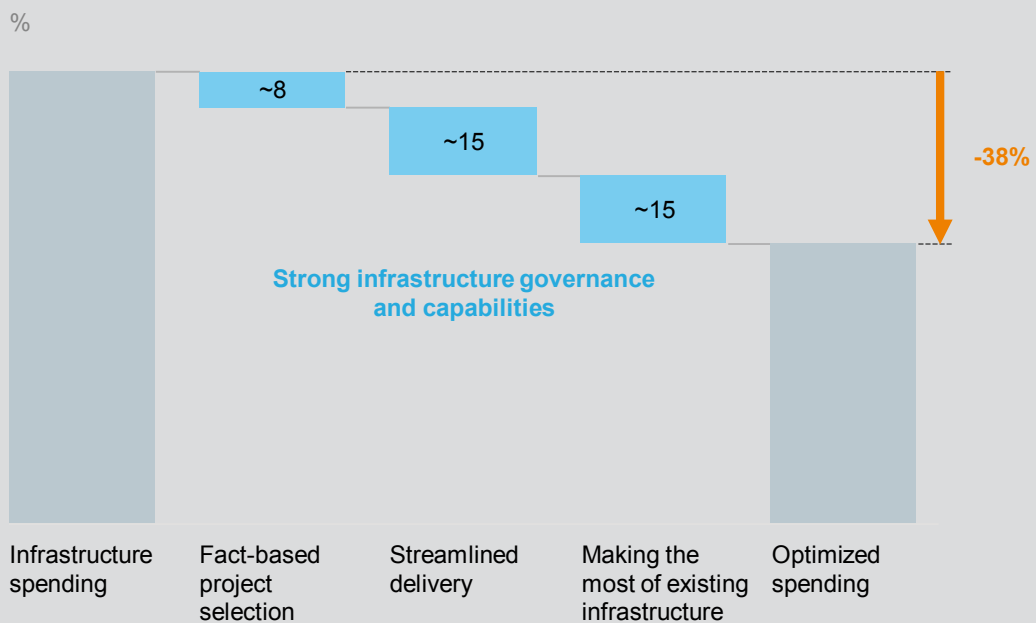 %
~8
~15
~15
-38%
Strong infrastructure governance
and capabilities
Infrastructure
spending
Fact-based
project
selection
Streamlined
delivery
Making the
most of existing
infrastructure
Optimized
spending